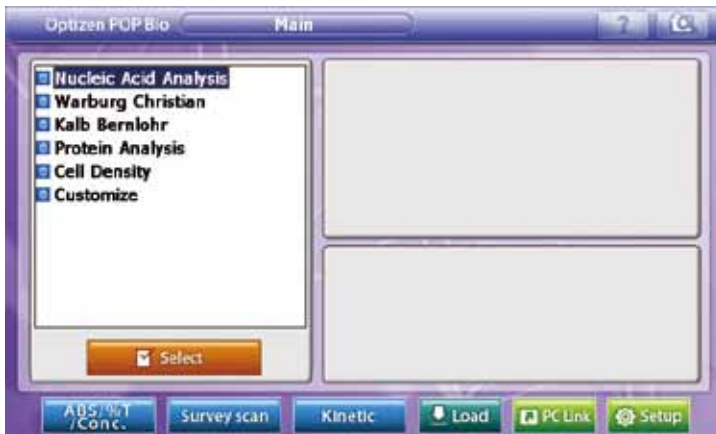 Optizen POP Bio Main ?
Nucleic Acid Analysis
Warburg Christian
Kalb Bernlohr
Protein Analysis
Cell Density
Customize
Select
ABS/%T
/Conc.
Survey scan
Kinetic
Load
PC Link
Setup